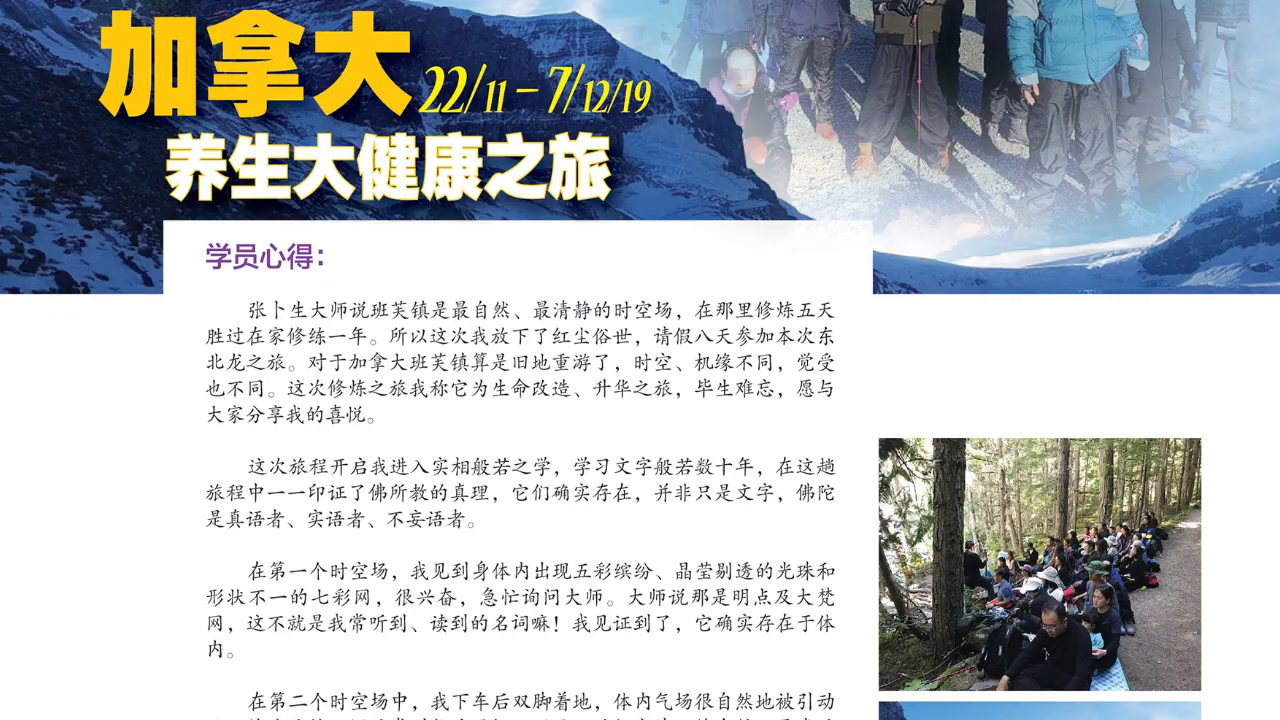 加拿大 22/11 – 7/12/19
养生大健康之旅
学员心得：
张卜生大师说班芙镇是最自然、最清静的时空场，在那里修炼五天
胜过在家修练一年。所以这次我放下了红尘俗世，请假八天参加本次东
北龙之旅。对于加拿大班芙镇算是旧地重游了，时空、机缘不同，觉受
也不同。这次修炼之旅我称它为生命改造、升华之旅，毕生难忘，愿与
大家分享我的喜悦。
这次旅程开启我进入实相般若之学，学习文字般若数十年，在这趟
旅程中一一印证了佛所教的真理，它们确实存在，并非只是文字，佛陀
是真语者、实语者、不妄语者。
在第一个时空场，我见到身体内出现五彩缤纷、晶莹剔透的光珠和
形状不一的七彩网，很兴奋，急忙询问大师。大师说那是明点及大梵
网，这不就是我常听到、读到的名词嘛！我见证到了，它确实存在于体
内。
在第二个时空场中，我下车后双脚着地，体内气场很自然地被引动